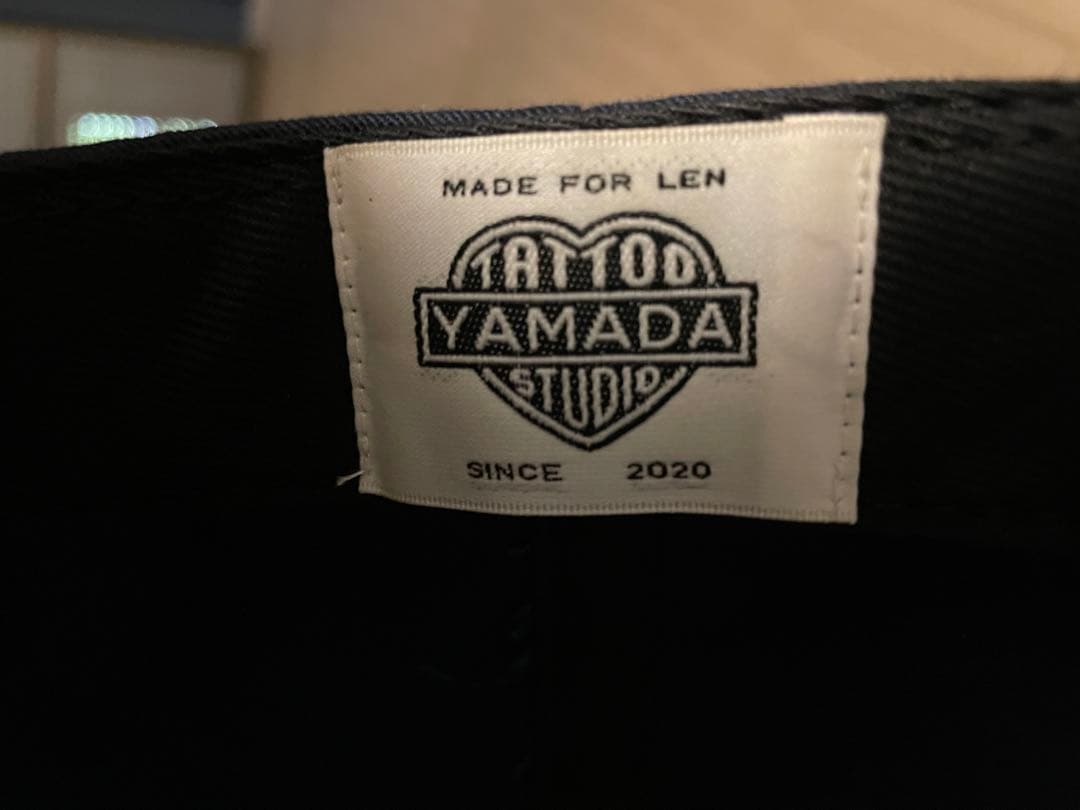 MADE FOR LEN
TATTOO
YAMADA
STUDIO
SINCE 2020